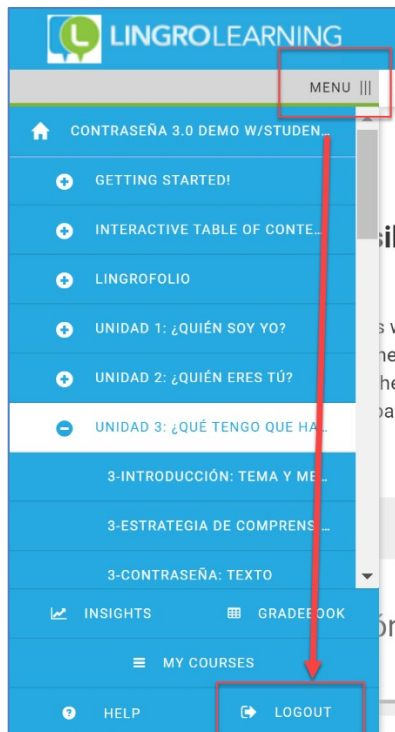 LINGROLEARNING
MENU
CONTRASEÑA 3.0 DEMO W/STUDEN...
GETTING STARTED!
INTERACTIVE TABLE OF CONTE...
LINGROFOLIO
UNIDAD 1: ¿QUIÉN SOY YO?
UNIDAD 2: ¿QUIÉN ERES TÚ?
UNIDAD 3: ¿QUÉ TENGO QUE HA...
3-INTRODUCCIÓN: TEMA Y ME...
3-ESTRATEGIA DE COMPRENS...
3-CONTRASEÑA: TEXTO
INSIGHTS GRADEBOOK
MY COURSES
HELP LOGOUT